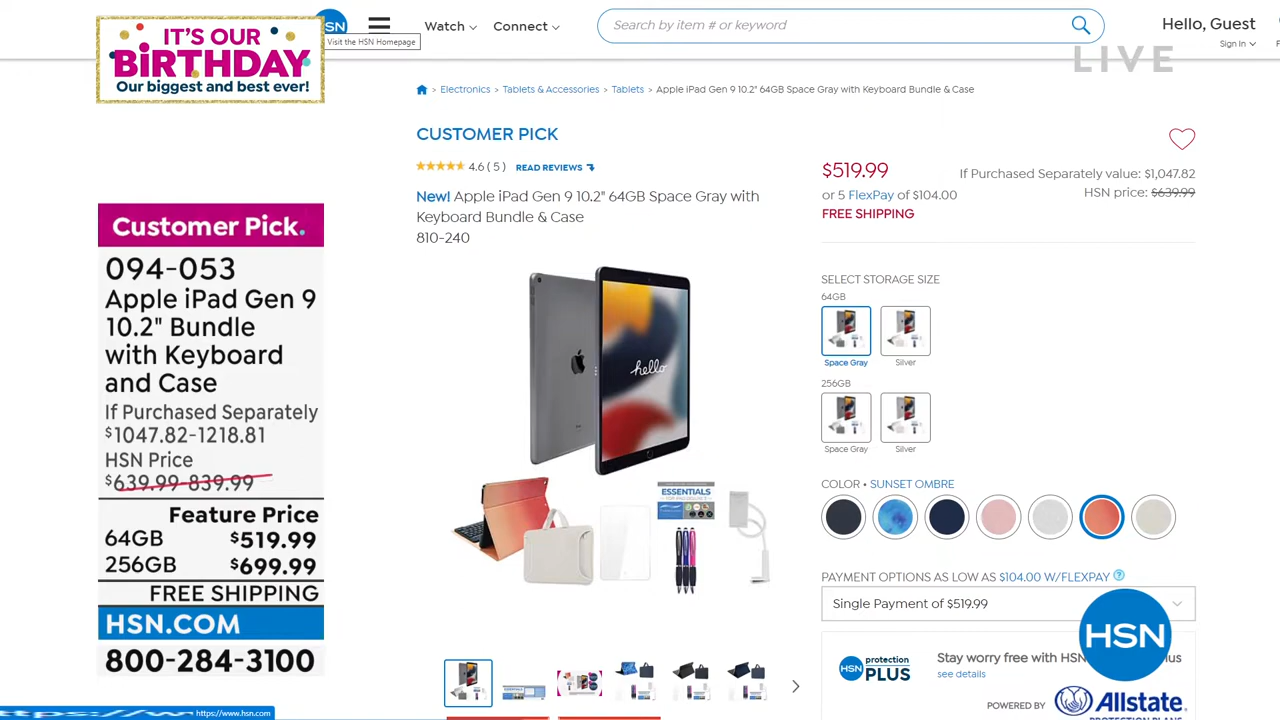 IT'S OUR
BiRTHDAY
Our biggest and best ever!
HSN
Visit the HSN Homepage
Watch
Connect
Search by item # or keyword
Hello, Guest
Sign In
LIVE
> Electronics > Tablets & Accessories > Tablets > Apple iPad Gen 9 10.2" 64GB Space Gray with Keyboard Bundle & Case
CUSTOMER PICK
4.6 ( 5 ) READ REVIEWS
New! Apple iPad Gen 9 10.2" 64GB Space Gray with
Keyboard Bundle & Case
810-240
$519.99
or 5 FlexPay of $104.00
FREE SHIPPING
If Purchased Separately value: $1,047.82
HSN price: $639.99
Customer Pick.
094-053
Apple iPad Gen 9
10.2" Bundle
with Keyboard
and Case
If Purchased Separately
$1047.82-1218.81
HSN Price
$639.99-839.99
Feature Price
64GB $519.99
256GB $699.99
FREE SHIPPING
HSN.COM
800-284-3100
hello
ESSENTIALS
SELECT STORAGE SIZE
64GB
Space Gray
Silver
256GB
Space Gray
Silver
COLOR • SUNSET OMBRE
PAYMENT OPTIONS AS LOW AS $104.00 W/FLEXPAY ?
Single Payment of $519.99
HSN
HSN protection PLUS
Stay worry free with HSN
see details
POWERED BY Allstate
PROTECTION PLANS
https://www.hsn.com